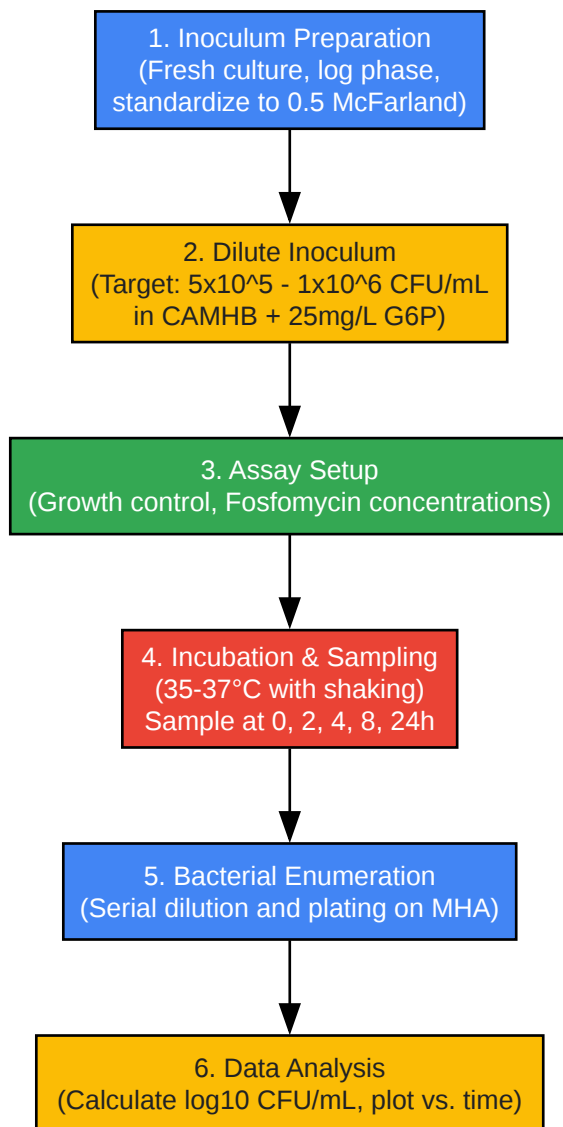 1. Inoculum Preparation
(Fresh culture, log phase,
standardize to 0.5 McFarland)
2. Dilute Inoculum
(Target: 5x10^5 - 1x10^6 CFU/mL
in CAMHB + 25mg/L G6P)
3. Assay Setup
(Growth control, Fosfomycin concentrations)
4. Incubation & Sampling
(35-37°C with shaking)
Sample at 0, 2, 4, 8, 24h
5. Bacterial Enumeration
(Serial dilution and plating on MHA)
6. Data Analysis
(Calculate log10 CFU/mL, plot vs. time)